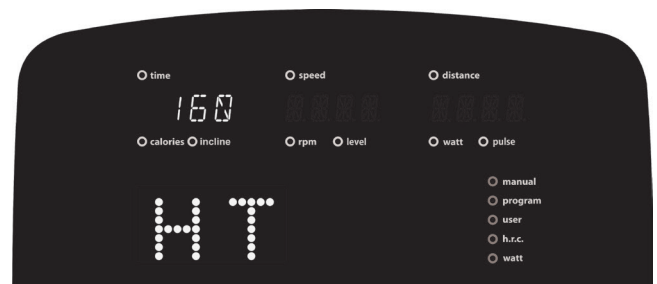 time speed distance
160
calories incline rpm level watt pulse
manual
program
user
h.r.c.
watt
HT